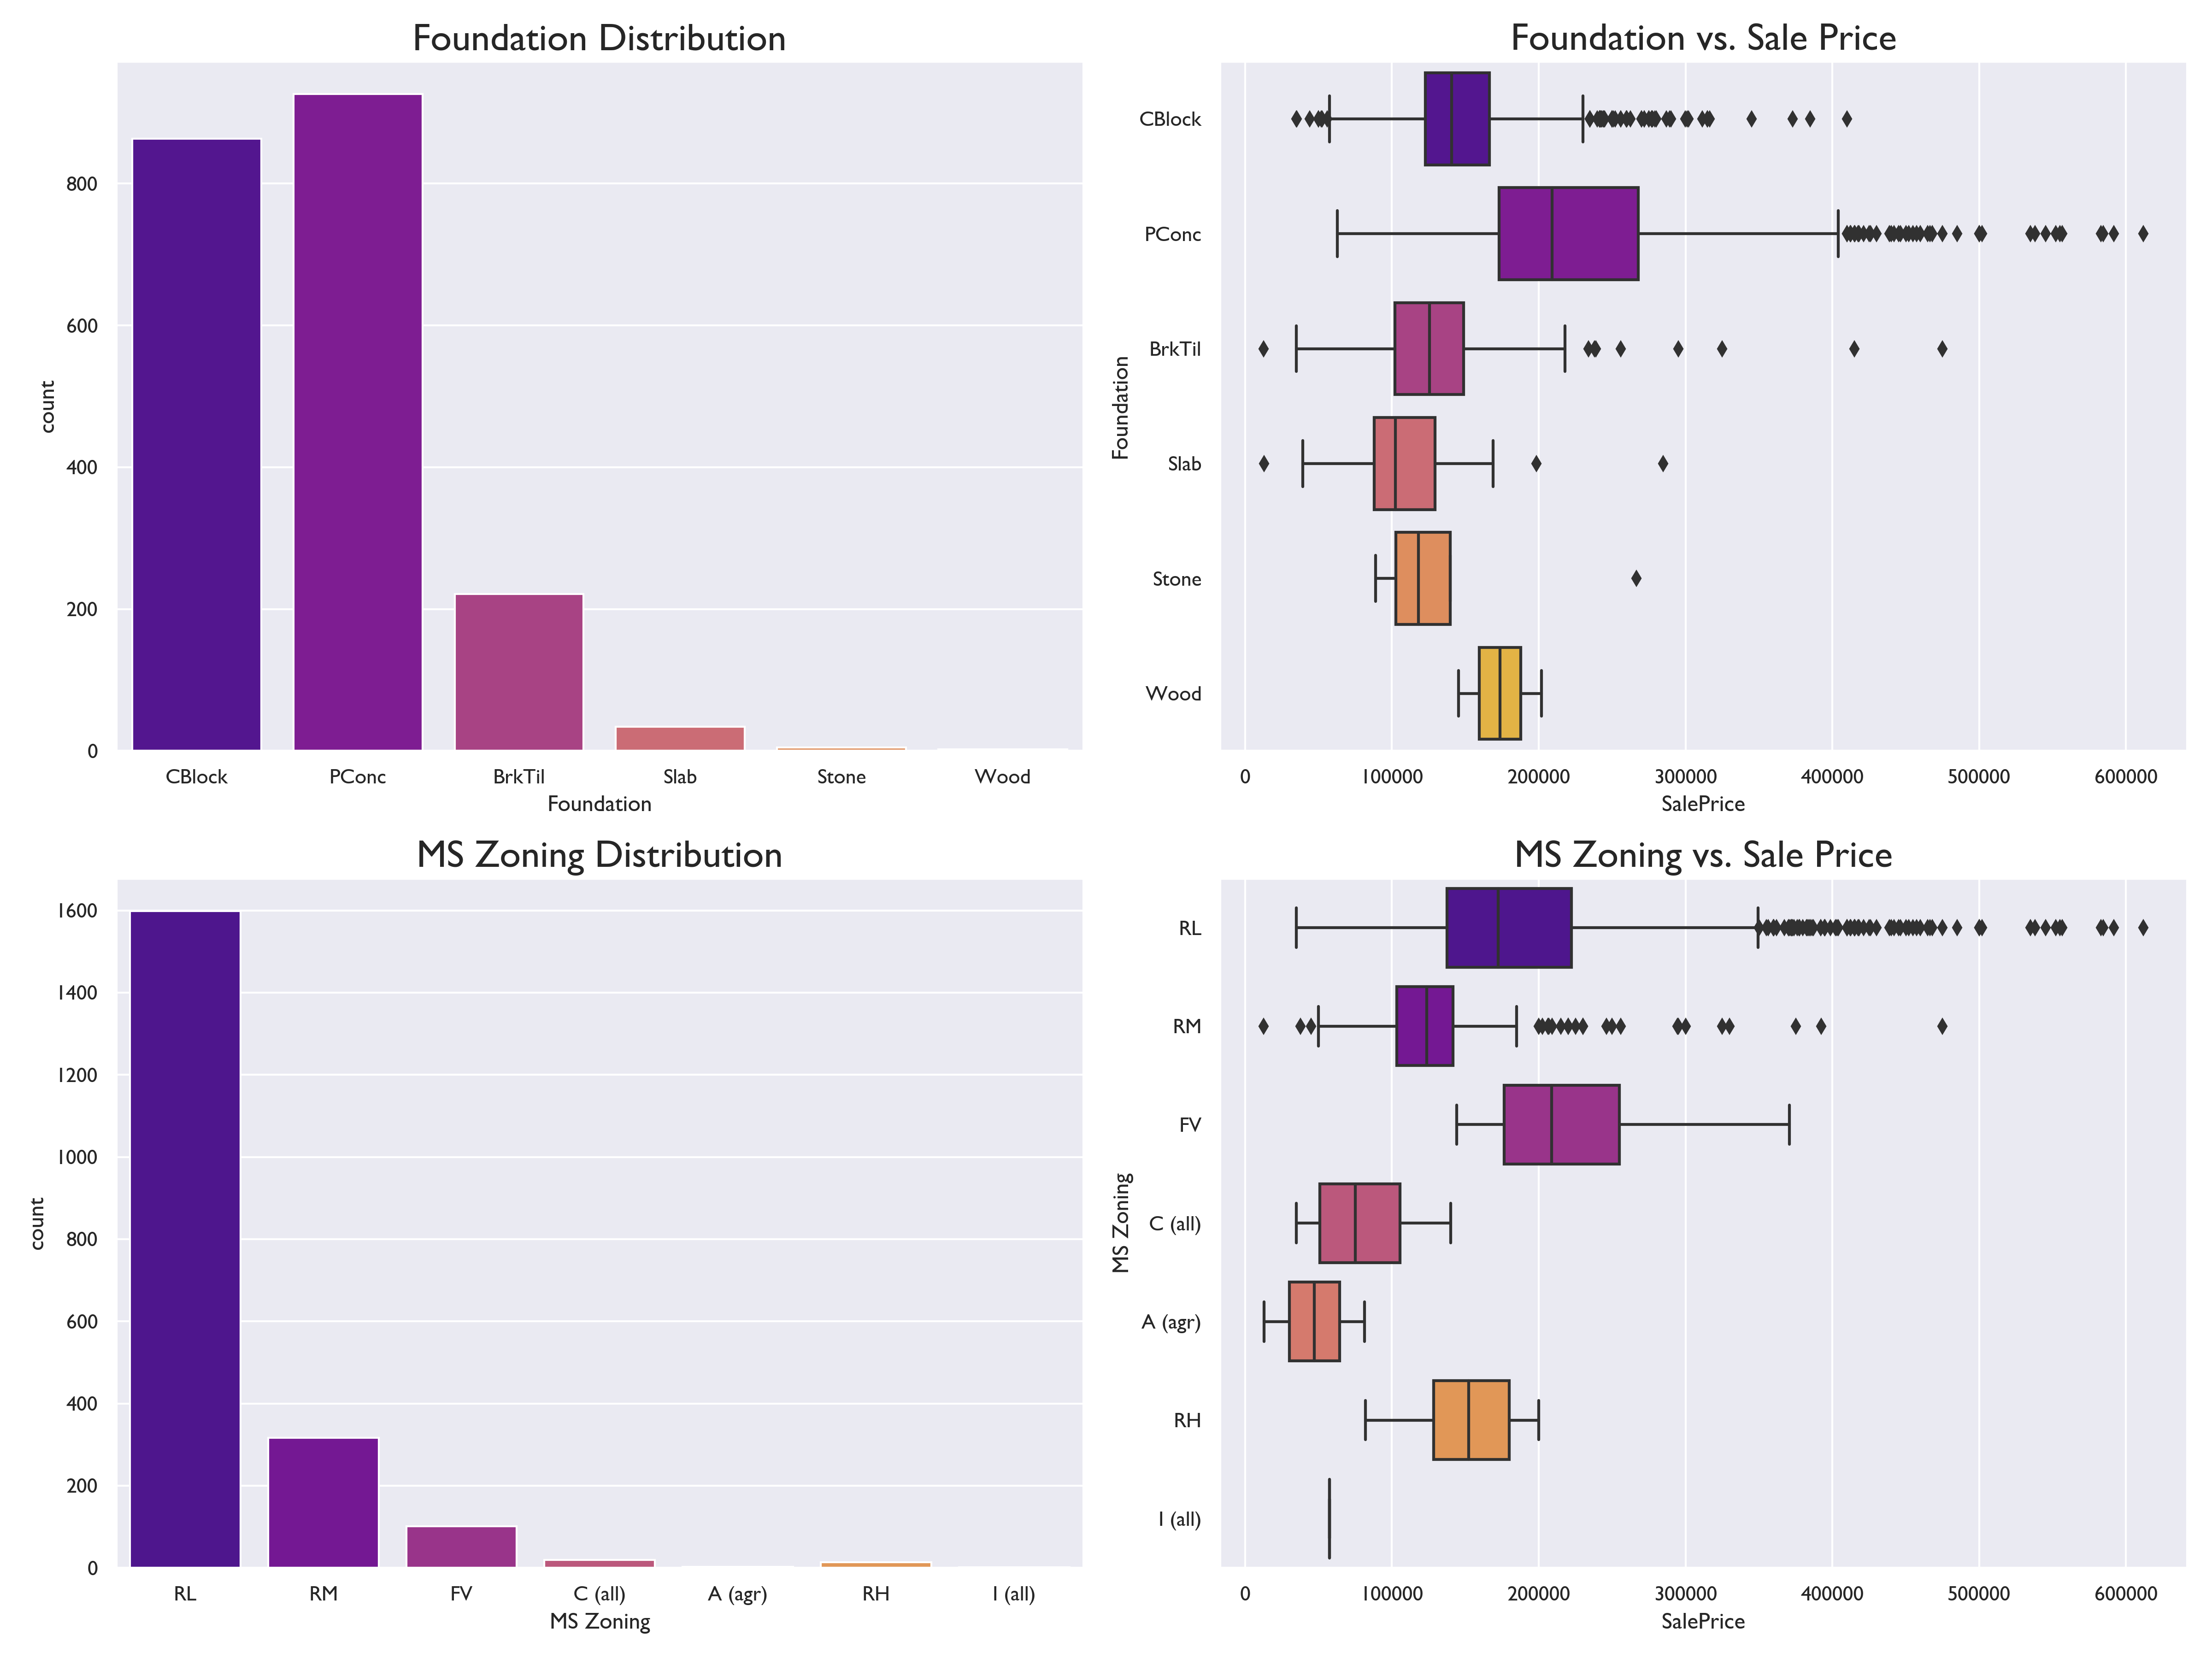 Foundation Distribution
800
600
400
200
0
count
CBlock PConc BrkTil Slab Stone Wood
Foundation
Foundation vs. Sale Price
CBlock
PConc
BrkTil
Slab
Stone
Wood
Foundation
0 100000 200000 300000 400000 500000 600000
SalePrice
MS Zoning Distribution
1600
1400
1200
1000
800
600
400
200
0
count
RL RM FV C (all) A (agr) RH I (all)
MS Zoning
MS Zoning vs. Sale Price
RL
RM
FV
C (all)
A (agr)
RH
I (all)
MS Zoning
0 100000 200000 300000 400000 500000 600000
SalePrice